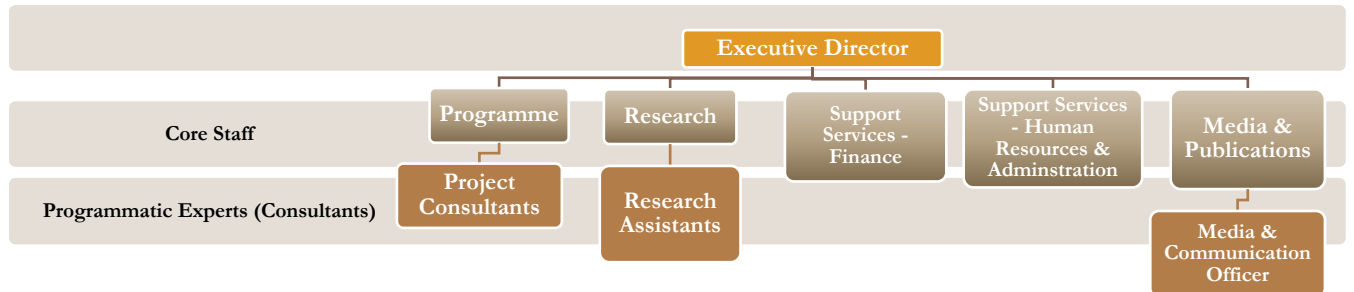 Executive Director
Core Staff
Programme
Research
Support
Services -
Finance
Support Services
- Human
Resources &
Adminstration
Media &
Publications
Programmatic Experts (Consultants)
Project
Consultants
Research
Assistants
Media &
Communication
Officer